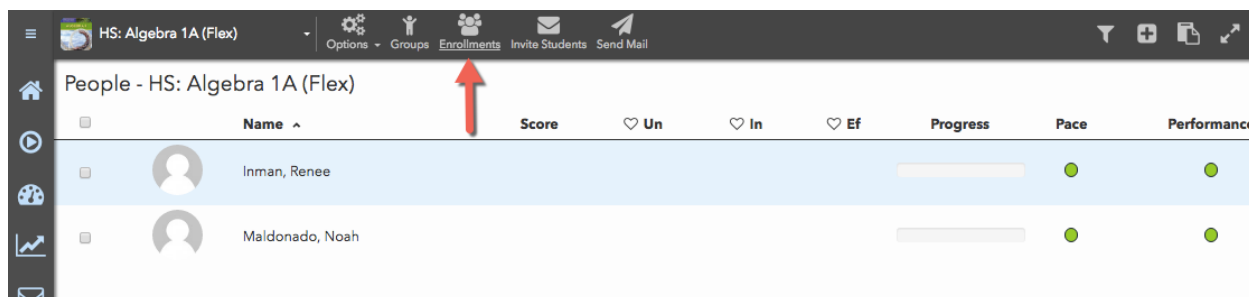 HS: Algebra 1A (Flex)
Options Groups Enrollments Invite Students Send Mail
People - HS: Algebra 1A (Flex)
Name Score Un In Ef Progress Pace Performance
Inman, Renee
Maldonado, Noah